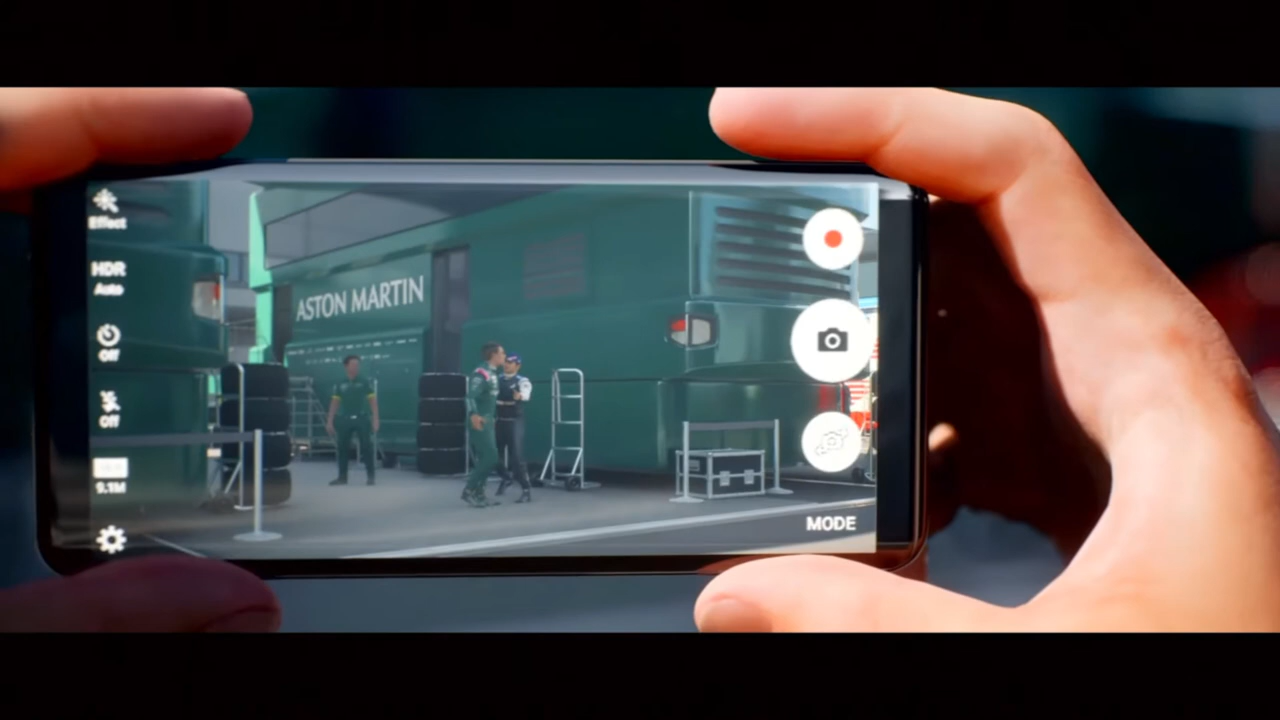 Effect
HDR
Auto
ASTON MARTIN
Off
Off
9.1M
MODE